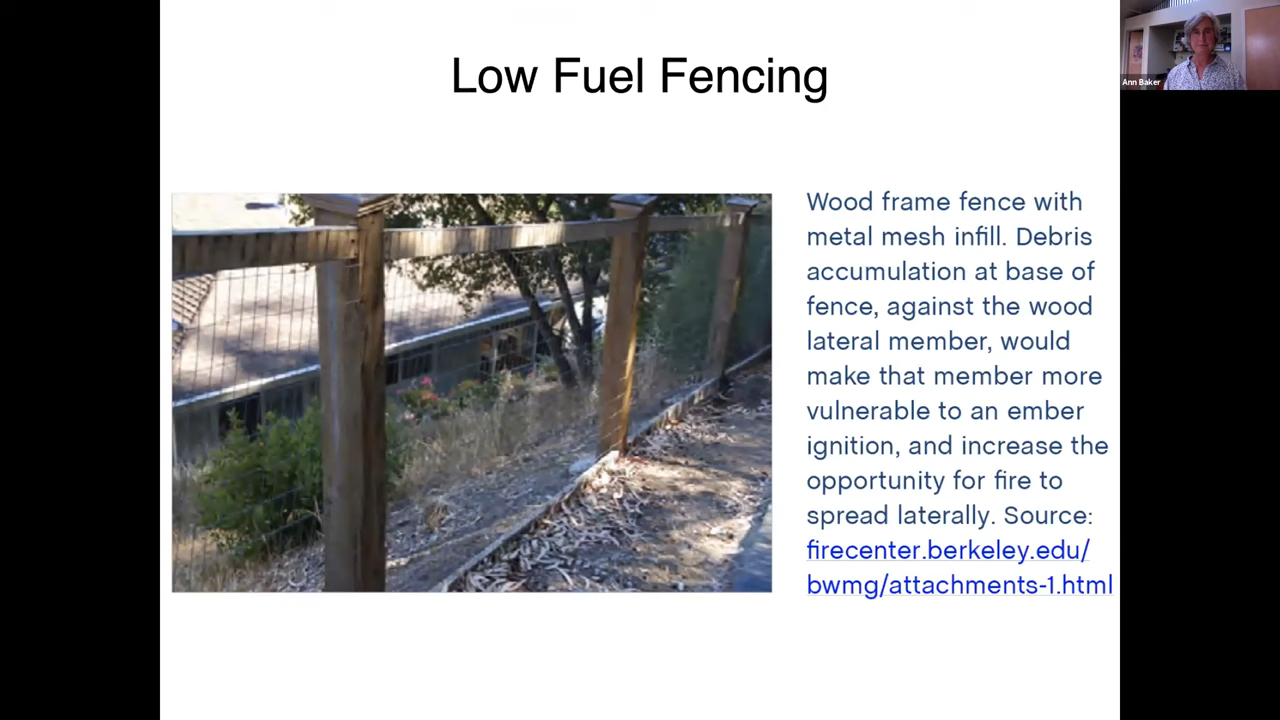 Low Fuel Fencing
Ann Baker
Wood frame fence with
metal mesh infill. Debris
accumulation at base of
fence, against the wood
lateral member, would
make that member more
vulnerable to an ember
ignition, and increase the
opportunity for fire to
spread laterally. Source:
firecenter.berkeley.edu/
bwmg/attachments-1.html